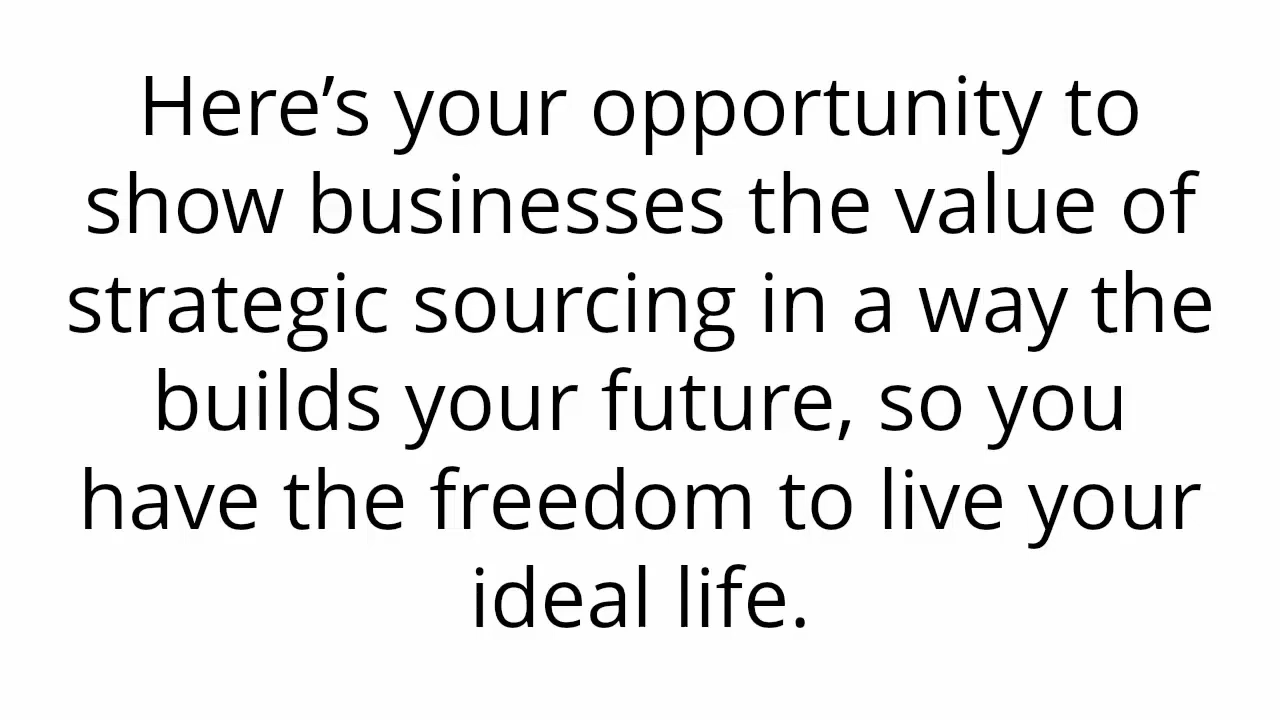 Here’s your opportunity to
show businesses the value of
strategic sourcing in a way the
builds your future, so you
have the freedom to live your
ideal life.